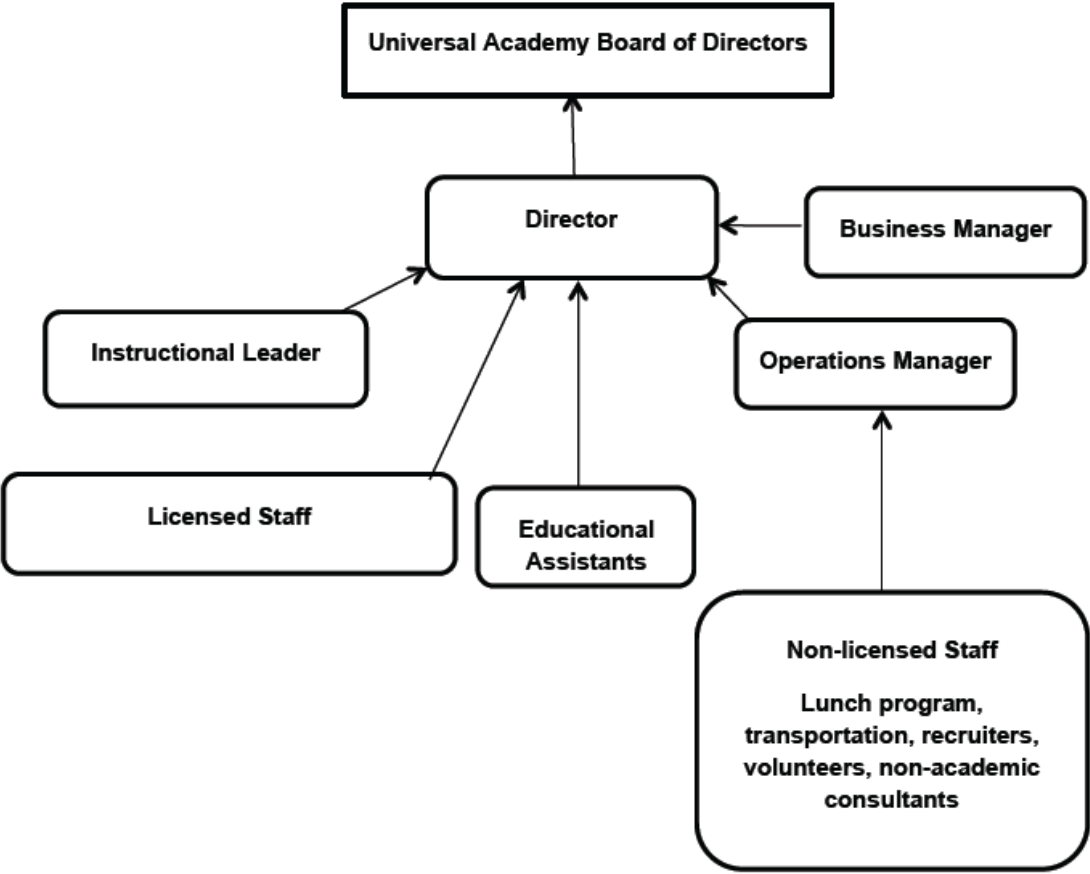 Universal Academy Board of Directors
Director
Business Manager
Instructional Leader
Operations Manager
Licensed Staff
Educational
Assistants
Non-licensed Staff
Lunch program,
transportation, recruiters,
volunteers, non-academic
consultants